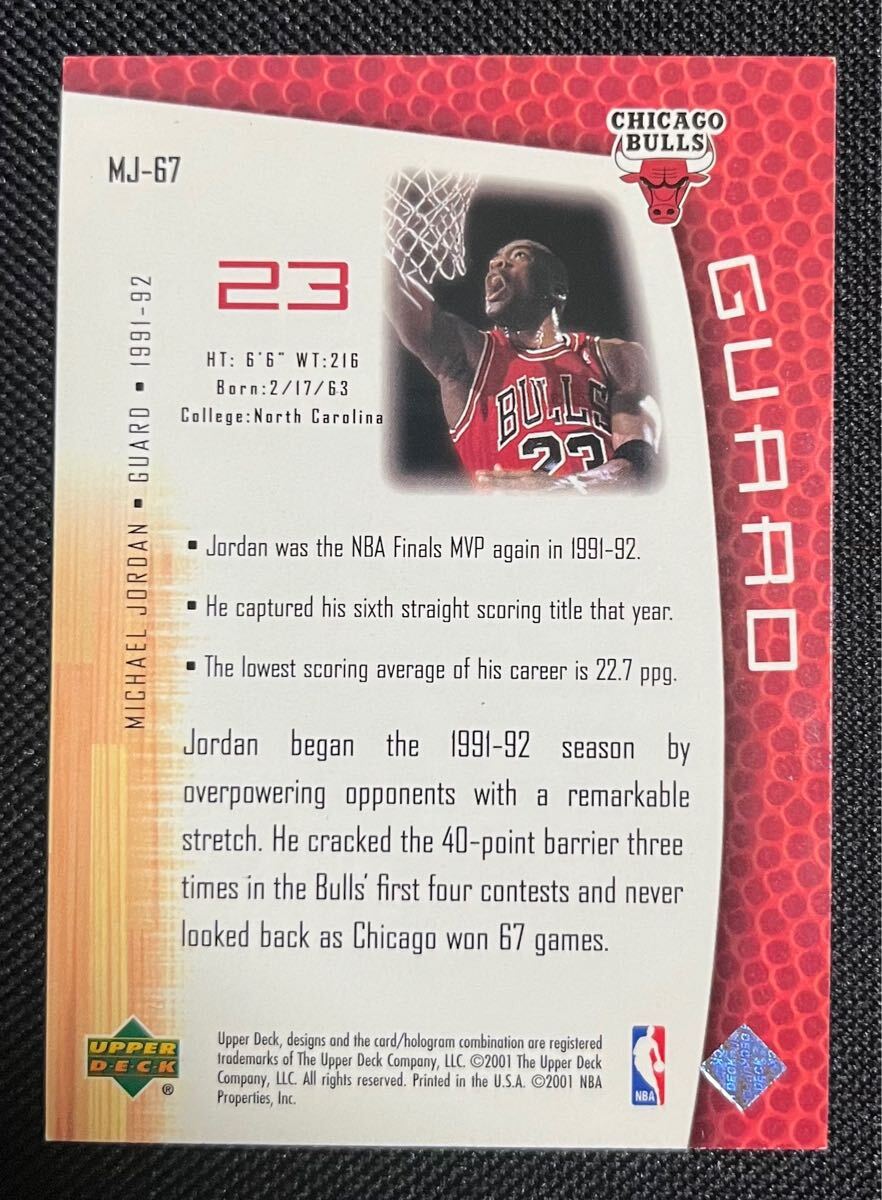 CHICAGO
BULLS
MJ-67
23
HT: 6'6" WT:216
Born:2/17/63
College:North Carolina
BULLS
23
MICHAEL JORDAN ▪ GUARD ▪ 1991-92
GUARD
▪ Jordan was the NBA Finals MVP again in 1991-92.
▪ He captured his sixth straight scoring title that year.
▪ The lowest scoring average of his career is 22.7 ppg.
Jordan began the 1991-92 season by
overpowering opponents with a remarkable
stretch. He cracked the 40-point barrier three
times in the Bulls' first four contests and never
looked back as Chicago won 67 games.
UPPER
D·E·C·K
®
Upper Deck, designs and the card/hologram combination are registered
trademarks of The Upper Deck Company, LLC. ©2001 The Upper Deck
Company, LLC. All rights reserved. Printed in the U.S.A. ©2001 NBA
Properties, Inc.
NBA